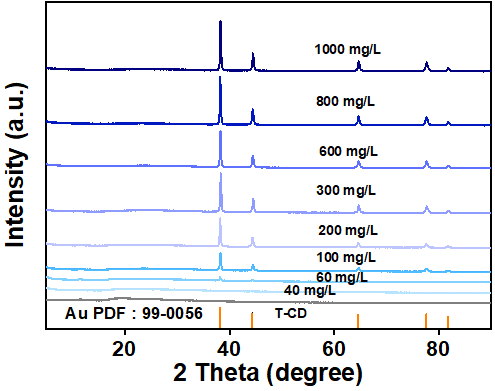 1000 mg/L
800 mg/L
600 mg/L
300 mg/L
200 mg/L
100 mg/L
60 mg/L
40 mg/L
Au PDF : 99-0056 T-CD
20 40 60 80
2 Theta (degree)
Intensity (a.u.)